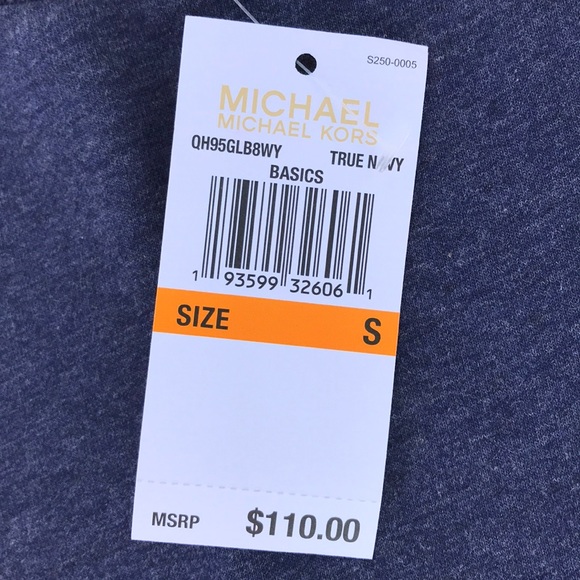 S250-0005
MICHAEL
MICHAEL KORS
QH95GLB8WY TRUE NAVY
BASICS
1 93599 32606 1
SIZE S
MSRP $110.00